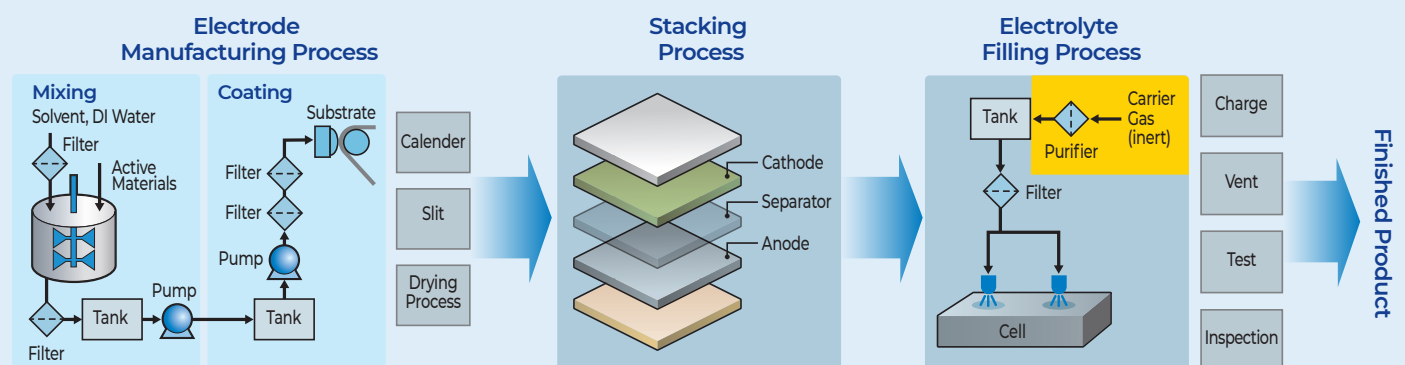 Electrode
Manufacturing Process
Mixing
Solvent, DI Water
Filter
Active
Materials
Filter
Tank
Pump
Coating
Substrate
Filter
Filter
Pump
Tank
Calender
Slit
Drying
Process
Stacking
Process
Cathode
Separator
Anode
Electrolyte
Filling Process
Tank
Carrier
Gas
(inert)
Purifier
Filter
Cell
Charge
Vent
Test
Inspection
Finished Product